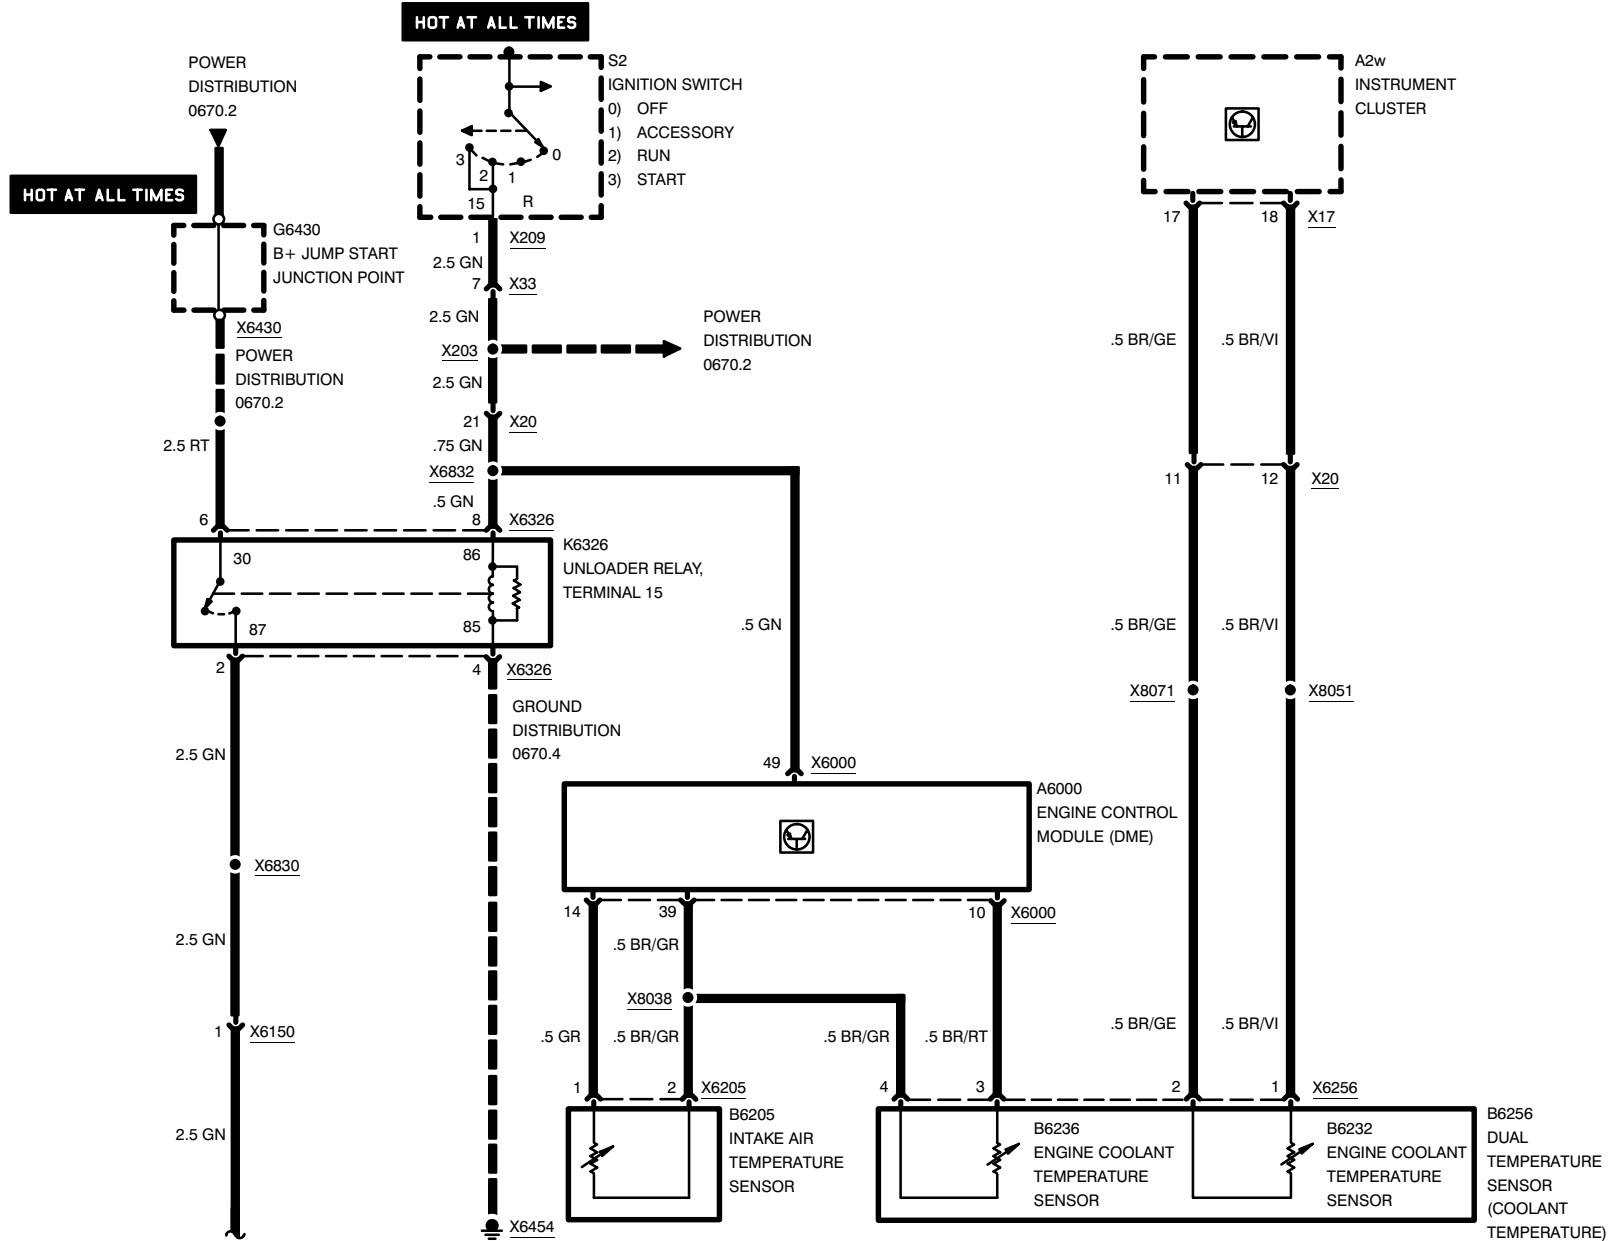 HOT AT ALL TIMES
POWER
DISTRIBUTION
0670.2
HOT AT ALL TIMES
G6430
B+ JUMP START
JUNCTION POINT
X6430
POWER
DISTRIBUTION
0670.2
2.5 RT
S2
IGNITION SWITCH
0) OFF
1) ACCESSORY
2) RUN
3) START
0
3
2
1
15
R
1
X209
2.5 GN
7
X33
2.5 GN
X203
POWER
DISTRIBUTION
0670.2
2.5 GN
21
X20
.75 GN
X6832
.5 GN
6
8
X6326
30
86
K6326
UNLOADER RELAY,
TERMINAL 15
87
85
2
4
X6326
GROUND
DISTRIBUTION
0670.4
2.5 GN
X6830
2.5 GN
1
X6150
2.5 GN
X6454
.5 GN
49
X6000
A6000
ENGINE CONTROL
MODULE (DME)
14
39
10
X6000
.5 BR/GR
X8038
.5 GR
.5 BR/GR
.5 BR/GR
.5 BR/RT
1
2
X6205
B6205
INTAKE AIR
TEMPERATURE
SENSOR
A2w
INSTRUMENT
CLUSTER
17
18
X17
.5 BR/GE
.5 BR/VI
11
12
X20
.5 BR/GE
.5 BR/VI
X8071
X8051
.5 BR/GE
.5 BR/VI
4
3
2
1
X6256
B6236
ENGINE COOLANT
TEMPERATURE
SENSOR
B6232
ENGINE COOLANT
TEMPERATURE
SENSOR
B6256
DUAL
TEMPERATURE
SENSOR
(COOLANT
TEMPERATURE)